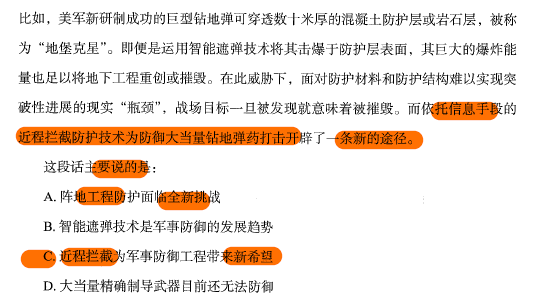 比如，美军新研制成功的巨型钻地弹可穿透数十米厚的混凝土防护层或岩石层，被称
为“地堡克星”。即便是运用智能遮弹技术将其击爆于防护层表面，其巨大的爆炸能
量也足以将地下工程重创或摧毁。在此威胁下，面对防护材料和防护结构难以实现突
破性进展的现实“瓶颈”，战场目标一旦被发现就意味着被摧毁。而依托信息手段的
近程拦截防护技术为防御大当量钻地弹药打击开辟了一条新的途径。
这段话主要说的是：
A. 阵地工程防护面临全新挑战
B. 智能遮弹技术是军事防御的发展趋势
C. 近程拦截为军事防御工程带来新希望
D. 大当量精确制导武器目前还无法防御